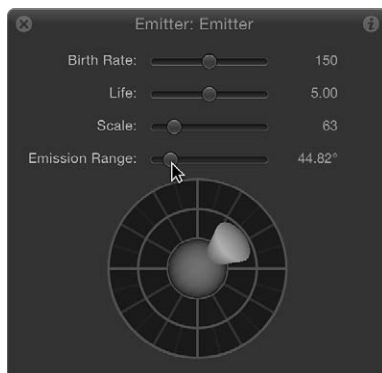 Emitter: Emitter
Birth Rate: 150
Life: 5.00
Scale: 63
Emission Range: 44.82°